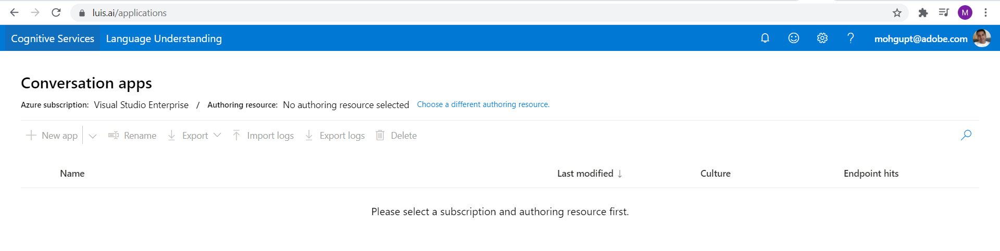 luis.ai/applications
M
Cognitive Services Language Understanding
mohgupt@adobe.com
Conversation apps
Azure subscription: Visual Studio Enterprise / Authoring resource: No authoring resource selected Choose a different authoring resource.
New app Rename Export Import logs Export logs Delete
Name Last modified ↓ Culture Endpoint hits
Please select a subscription and authoring resource first.